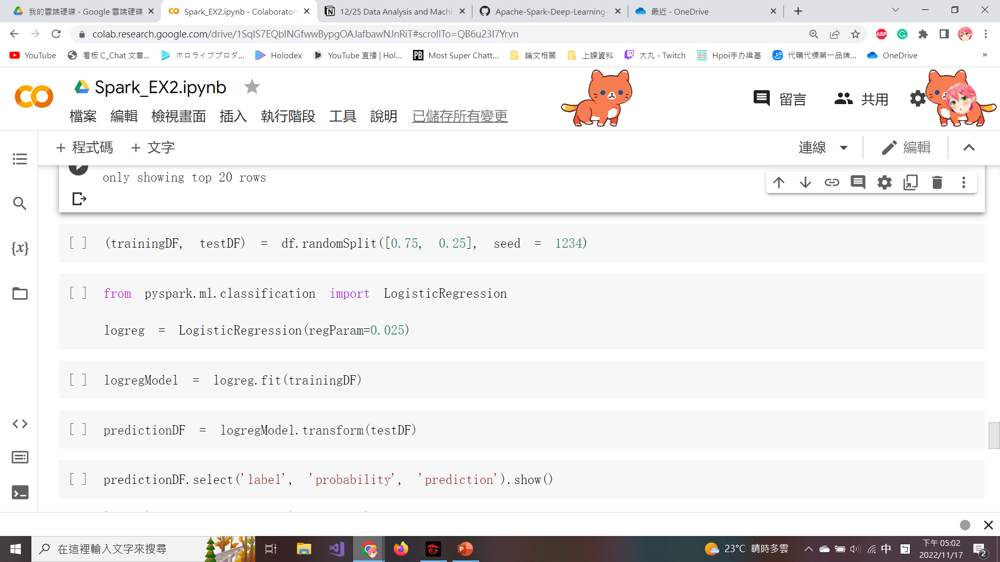 我的雲端硬碟 - Google 雲端硬碟
Spark_EX2.ipynb - Colaboratory
12/25 Data Analysis and Machi
Apache-Spark-Deep-Learning-
最近 - OneDrive
colab.research.google.com/drive/1SqIS7EQbINGfwwBypgOAJafbawNJnRiT#scrollTo=QB6u23I7Yrvn
ABP
YouTube
看板 C_Chat 文章...
ホロライブプロダ...
Holodex
YouTube 直播 | Hol...
PB Most Super Chatt...
論文相關
上課資料
大丸 - Twitch
Hpoi手办维基
代購代標第一品牌...
OneDrive
»
Spark_EX2.ipynb
留言
共用
檔案 編輯 檢視畫面 插入 執行階段 工具 說明 已儲存所有變更
+ 程式碼 + 文字
連線
編輯
only showing top 20 rows
{x}
[ ] (trainingDF, testDF) = df.randomSplit([0.75, 0.25], seed = 1234)
[ ] from pyspark.ml.classification import LogisticRegression
logreg = LogisticRegression(regParam=0.025)
[ ] logregModel = logreg.fit(trainingDF)
[ ] predictionDF = logregModel.transform(testDF)
[ ] predictionDF.select('label', 'probability', 'prediction').show()
在這裡輸入文字來搜尋
23°C 晴時多雲
中
下午 05:02
2022/11/17
2